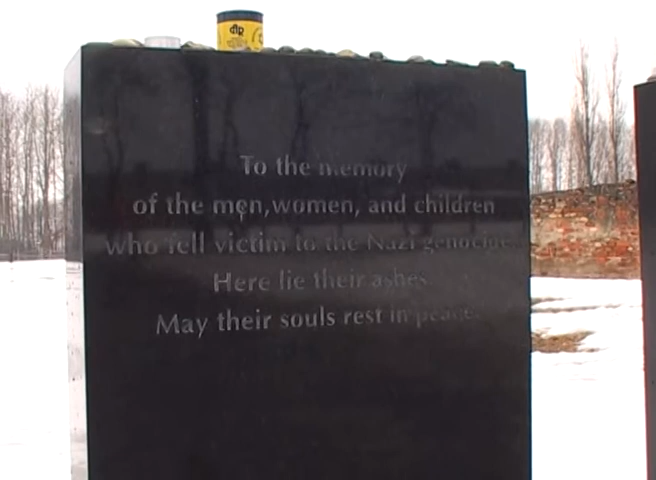 dlp
To the memory
of the men, women, and children
who fell victim to the Nazi genocide.
Here lie their ashes.
May their souls rest in peace.